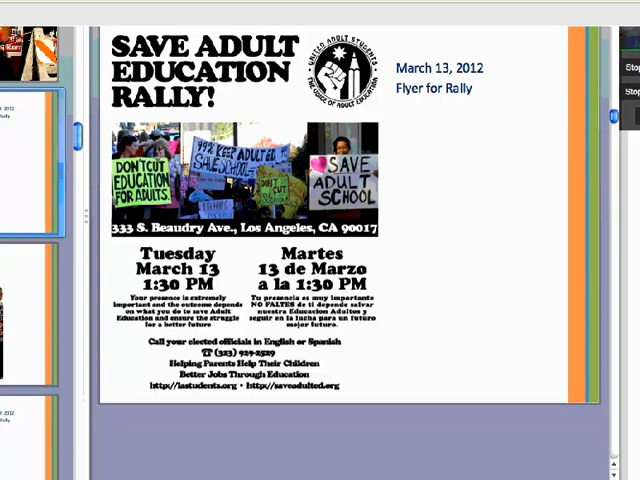 SAVE ADULT
EDUCATION
RALLY!
UNITED ADULT STUDENTS
THE VOICE OF ADULT EDUCATION
March 13, 2012
Flyer for Rally
DON'T CUT
EDUCATION
FOR ADULTS
99% KEEP ADULT ED
SAVE SCHOOL
DON'T
CUT
SAVE
ADULT
SCHOOL
333 S. Beaudry Ave., Los Angeles, CA 90017
Tuesday
March 13
1:30 PM
Your presence is extremely
important and the outcome depends
on what you do to save Adult
Education and ensure the struggle
for a better future
Martes
13 de Marzo
a la 1:30 PM
Tu presencia es muy importante
NO FALTES de ti depende salvar
nuestra Educacion Adultos y
seguir en la lucha para un futuro
mejor futuro.
Call your elected officials in English or Spanish
☎ (323) 929-2529
Helping Parents Help Their Children
Better Jobs Through Education
http://lastudents.org • http://saveadulted.org
Stop
Stop